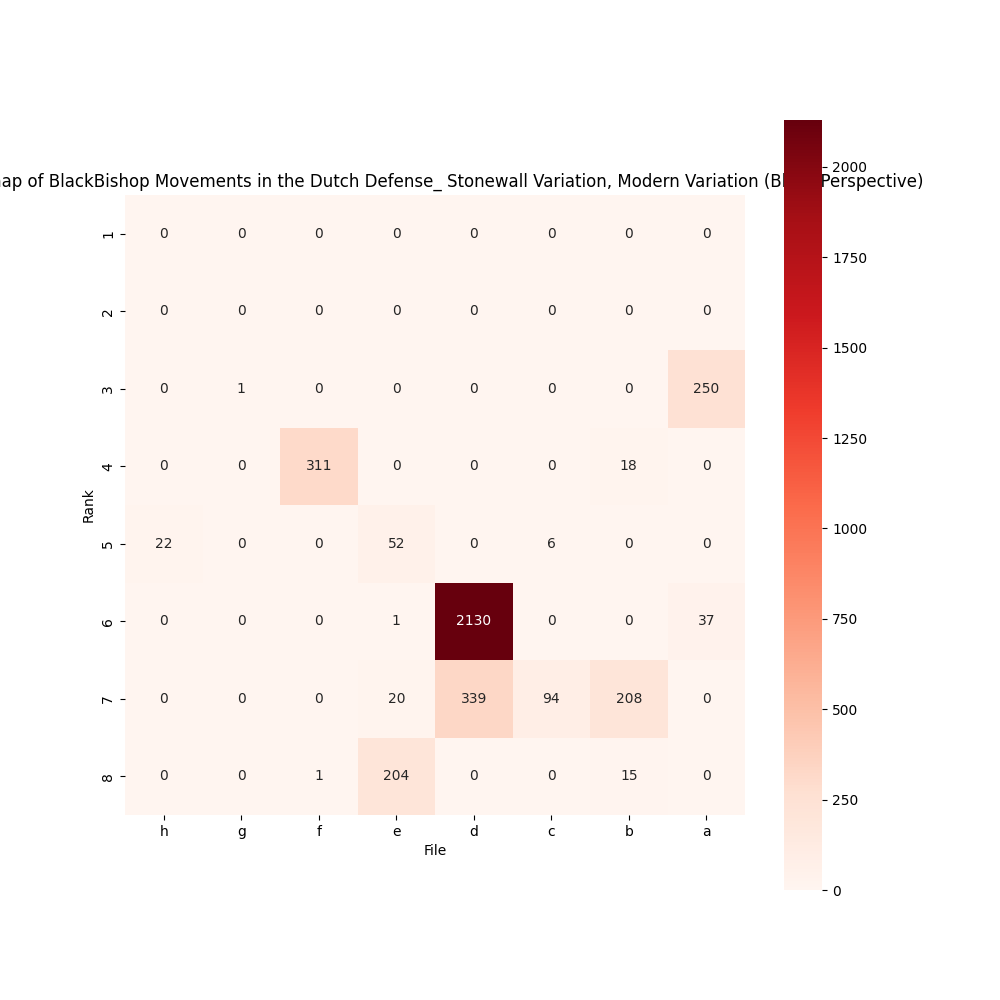 ap of BlackBishop Movements in the Dutch Defense_ Stonewall Variation, Modern Variation (Bl Perspective)
2000
1750
1500
1250
1000
750
500
250
0
Rank
1 0 0 0 0 0 0 0 0
2 0 0 0 0 0 0 0 0
3 0 1 0 0 0 0 0 250
4 0 0 311 0 0 0 18 0
5 22 0 0 52 0 6 0 0
6 0 0 0 1 2130 0 0 37
7 0 0 0 20 339 94 208 0
8 0 0 1 204 0 0 15 0
h g f e d c b a
File